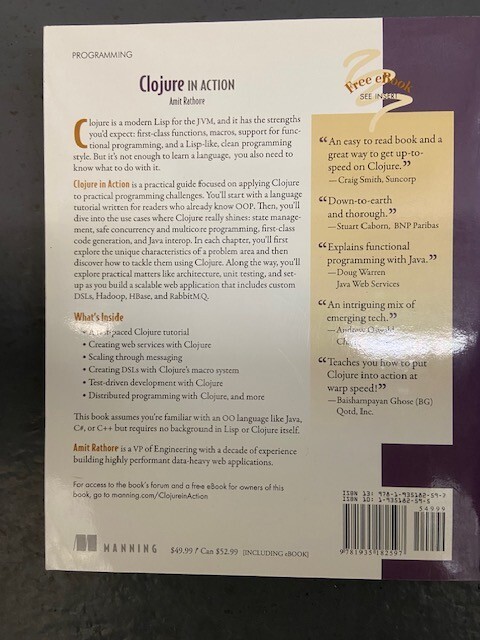 PROGRAMMING
Clojure IN ACTION
Amit Rathore
Clojure is a modern Lisp for the JVM, and it has the strengths
you'd expect: first-class functions, macros, support for func-
tional programming, and a Lisp-like, clean programming
style. But it's not enough to learn a language, you also need to
know what to do with it.
Clojure in Action is a practical guide focused on applying Clojure
to practical programming challenges. You'll start with a language
tutorial written for readers who already know OOP. Then, you'll
dive into the use cases where Clojure really shines: state manage-
ment, safe concurrency and multicore programming, first-class
code generation, and Java interop. In each chapter, you'll first
explore the unique characteristics of a problem area and then
discover how to tackle them using Clojure. Along the way, you'll
explore practical matters like architecture, unit testing, and set-
up as you build a scalable web application that includes custom
DSLs, Hadoop, HBase, and RabbitMQ.
What's Inside
• A fast-paced Clojure tutorial
• Creating web services with Clojure
• Scaling through messaging
• Creating DSLs with Clojure's macro system
• Test-driven development with Clojure
• Distributed programming with Clojure, and more
This book assumes you're familiar with an OO language like Java,
C#, or C++ but requires no background in Lisp or Clojure itself.
Amit Rathore is a VP of Engineering with a decade of experience
building highly performant data-heavy web applications.
For access to the book's forum and a free eBook for owners of this
book, go to manning.com/ClojureinAction
MANNING $49.99 / Can $52.99 [INCLUDING eBOOK]
Free eBook
SEE INSERT
“An easy to read book and a
great way to get up-to-
speed on Clojure.”
—Craig Smith, Suncorp
“Down-to-earth
and thorough.”
—Stuart Caborn, BNP Paribas
“Explains functional
programming with Java.”
—Doug Warren
Java Web Services
“An intriguing mix of
emerging tech.”
—Andrew
“Teaches you how to put
Clojure into action at
warp speed!”
—Baishampayan Ghose (BG)
Qotd, Inc.
ISBN 13: 978-1-935182-59-7
ISBN 10: 1-935182-59-5
54999
9781935182597